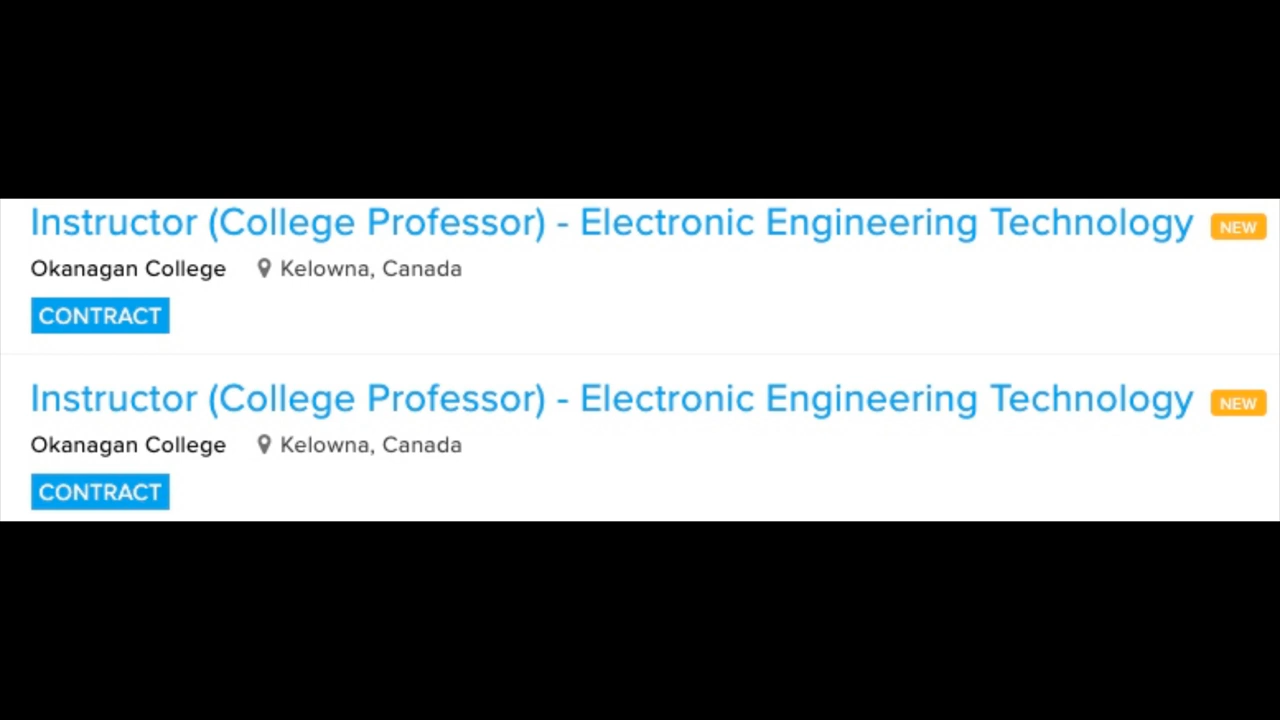 Instructor (College Professor) - Electronic Engineering Technology NEW
Okanagan College Kelowna, Canada
CONTRACT
Instructor (College Professor) - Electronic Engineering Technology NEW
Okanagan College Kelowna, Canada
CONTRACT